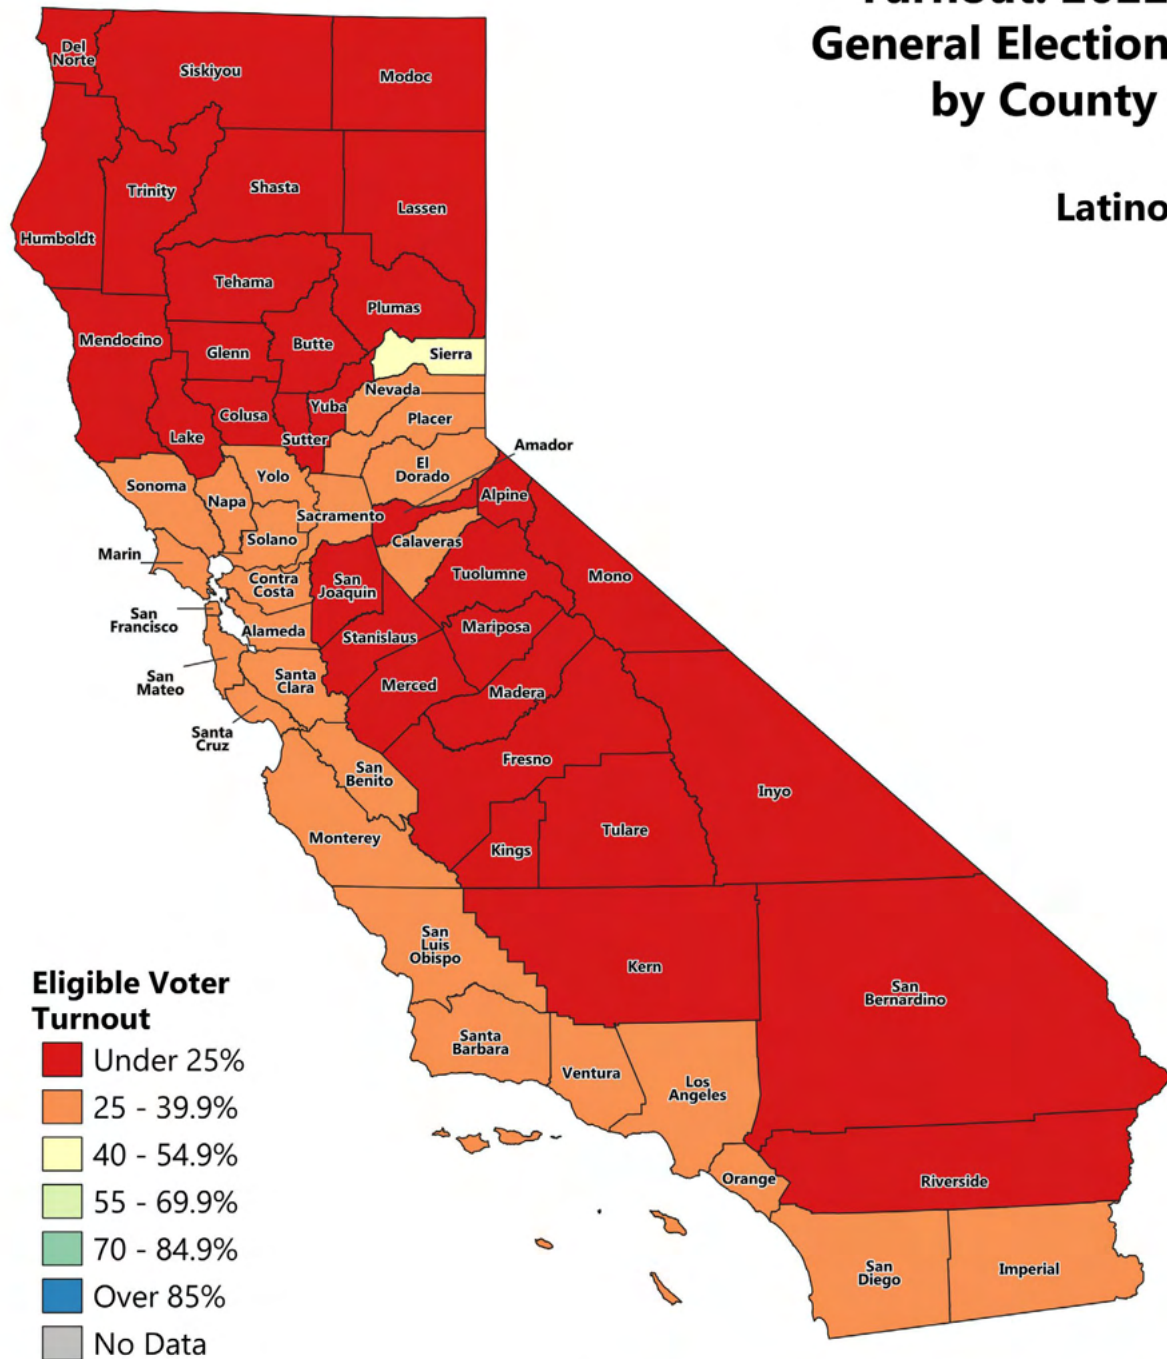 General Election
by County
Latino
Del
Norte
Siskiyou
Modoc
Trinity
Shasta
Lassen
Humboldt
Tehama
Plumas
Mendocino
Glenn
Butte
Sierra
Nevada
Placer
Colusa
Yuba
Lake
Sutter
Amador
Sonoma
Napa
Yolo
El
Dorado
Alpine
Sacramento
Solano
Calaveras
Marin
Contra
Costa
San
Joaquin
Tuolumne
Mono
San
Francisco
Alameda
Stanislaus
Mariposa
San
Mateo
Santa
Clara
Merced
Madera
Santa
Cruz
San
Benito
Fresno
Inyo
Monterey
Kings
Tulare
San
Luis
Obispo
Kern
San
Bernardino
Santa
Barbara
Ventura
Los
Angeles
Orange
Riverside
San
Diego
Imperial
Eligible Voter
Turnout
Under 25%
25 - 39.9%
40 - 54.9%
55 - 69.9%
70 - 84.9%
Over 85%
No Data